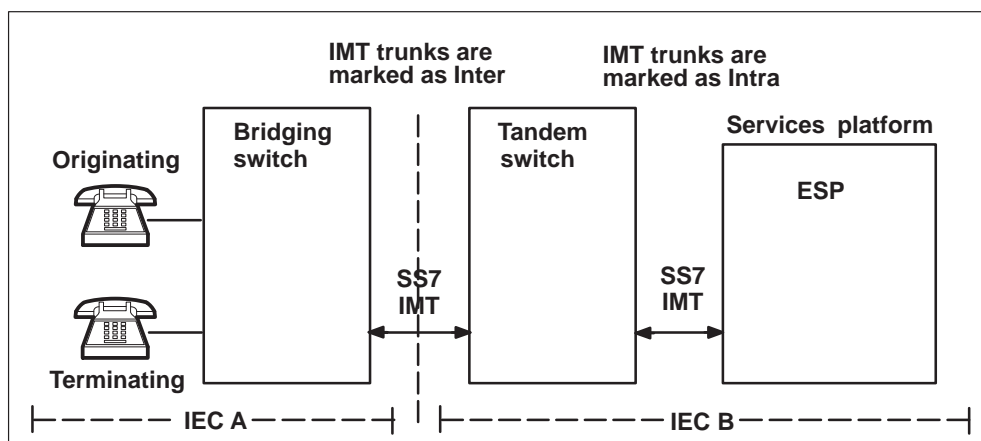 IMT trunks are
marked as Inter
IMT trunks are
marked as Intra
Bridging
switch
Tandem
switch
Services platform
Originating
ESP
SS7
IMT
SS7
IMT
Terminating
IEC A
IEC B